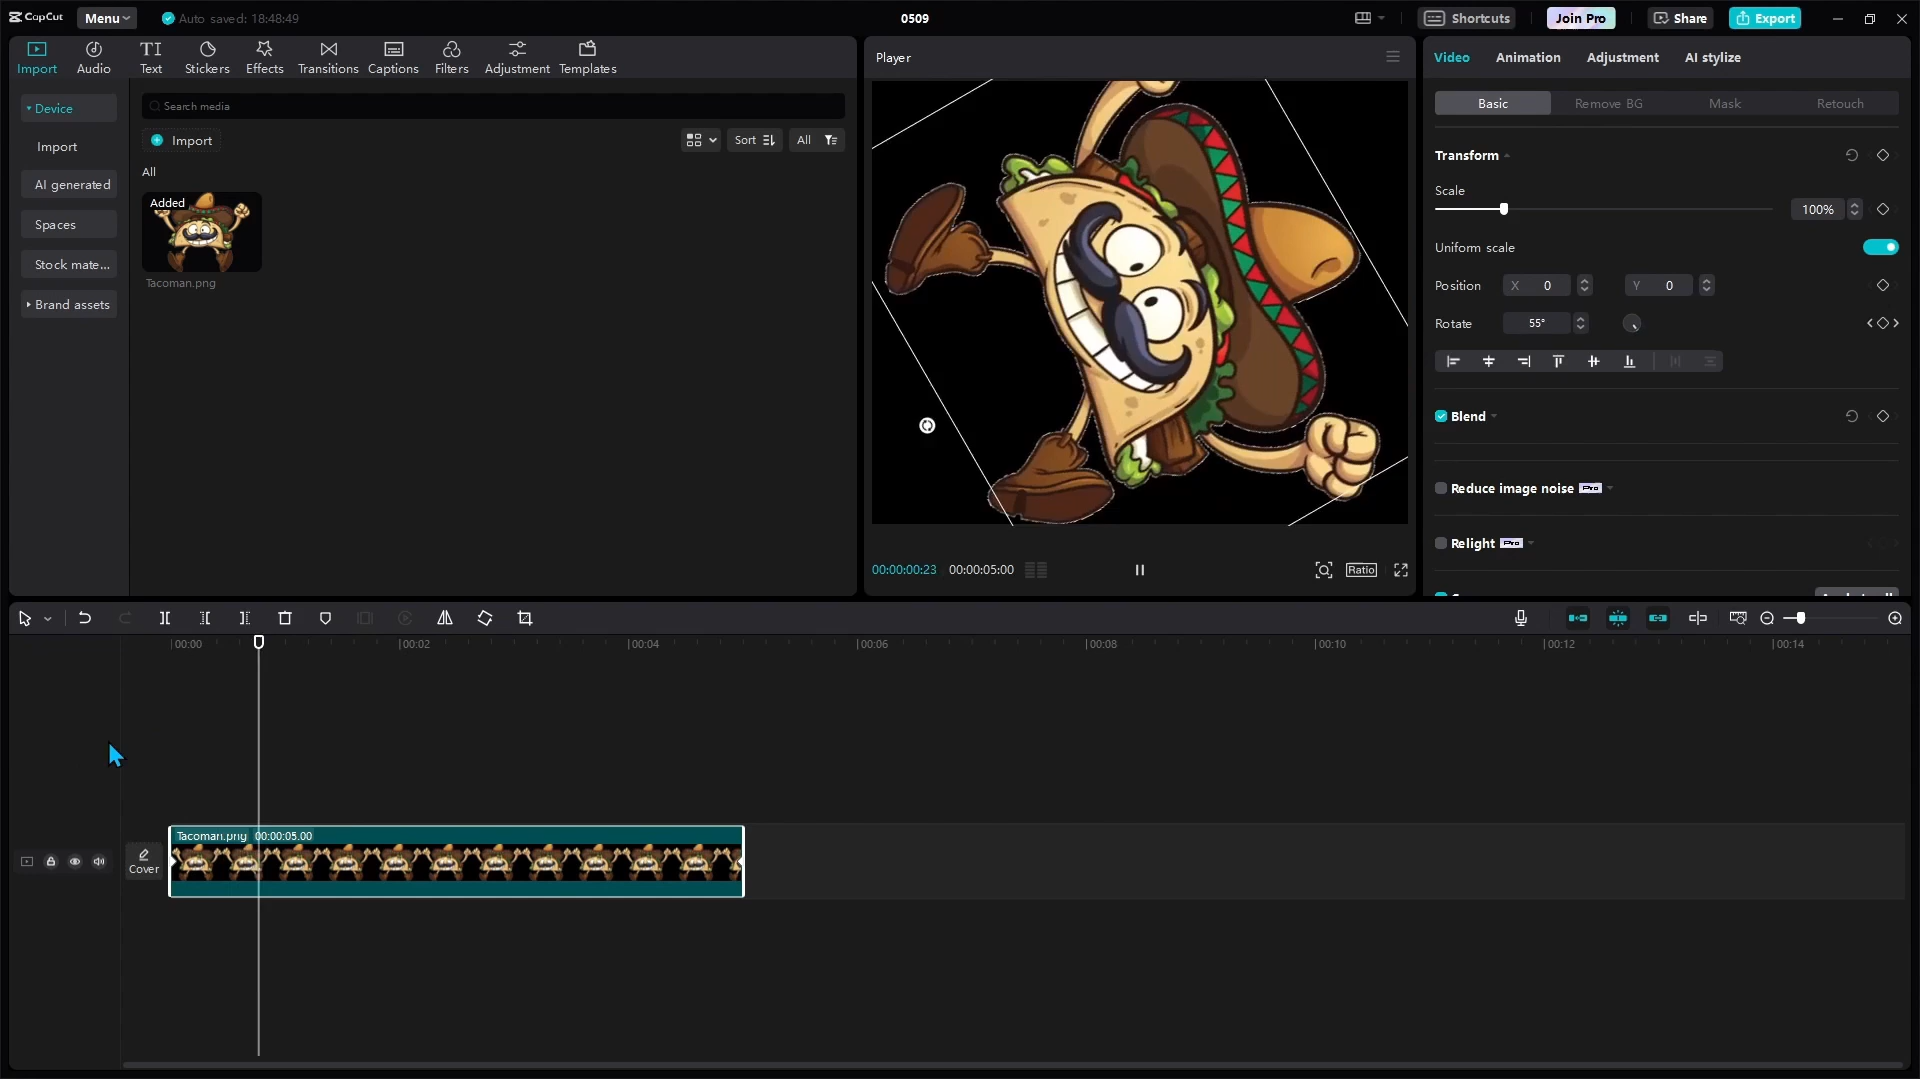 CapCut
Menu
Auto saved: 18:48:49
0509
Shortcuts
Join Pro
Share
Export
Import
Audio
TI
Text
Stickers
Effects
Transitions
Captions
Filters
Adjustment
Templates
Device
Import
AI generated
Spaces
Stock mate...
Brand assets
Search media
Import
Sort
All
All
Added
Tacoman.png
Player
00:00:00:23
00:00:05:00
Ratio
Video
Animation
Adjustment
AI stylize
Basic
Remove BG
Mask
Retouch
Transform
Scale
100%
Uniform scale
Position
X 0
Y 0
Rotate
55°
Blend
Reduce image noise Pro
Relight Pro
00:00
00:02
00:04
00:06
00:08
00:10
00:12
00:14
Cover
Tacoman.png 00:00:05:00